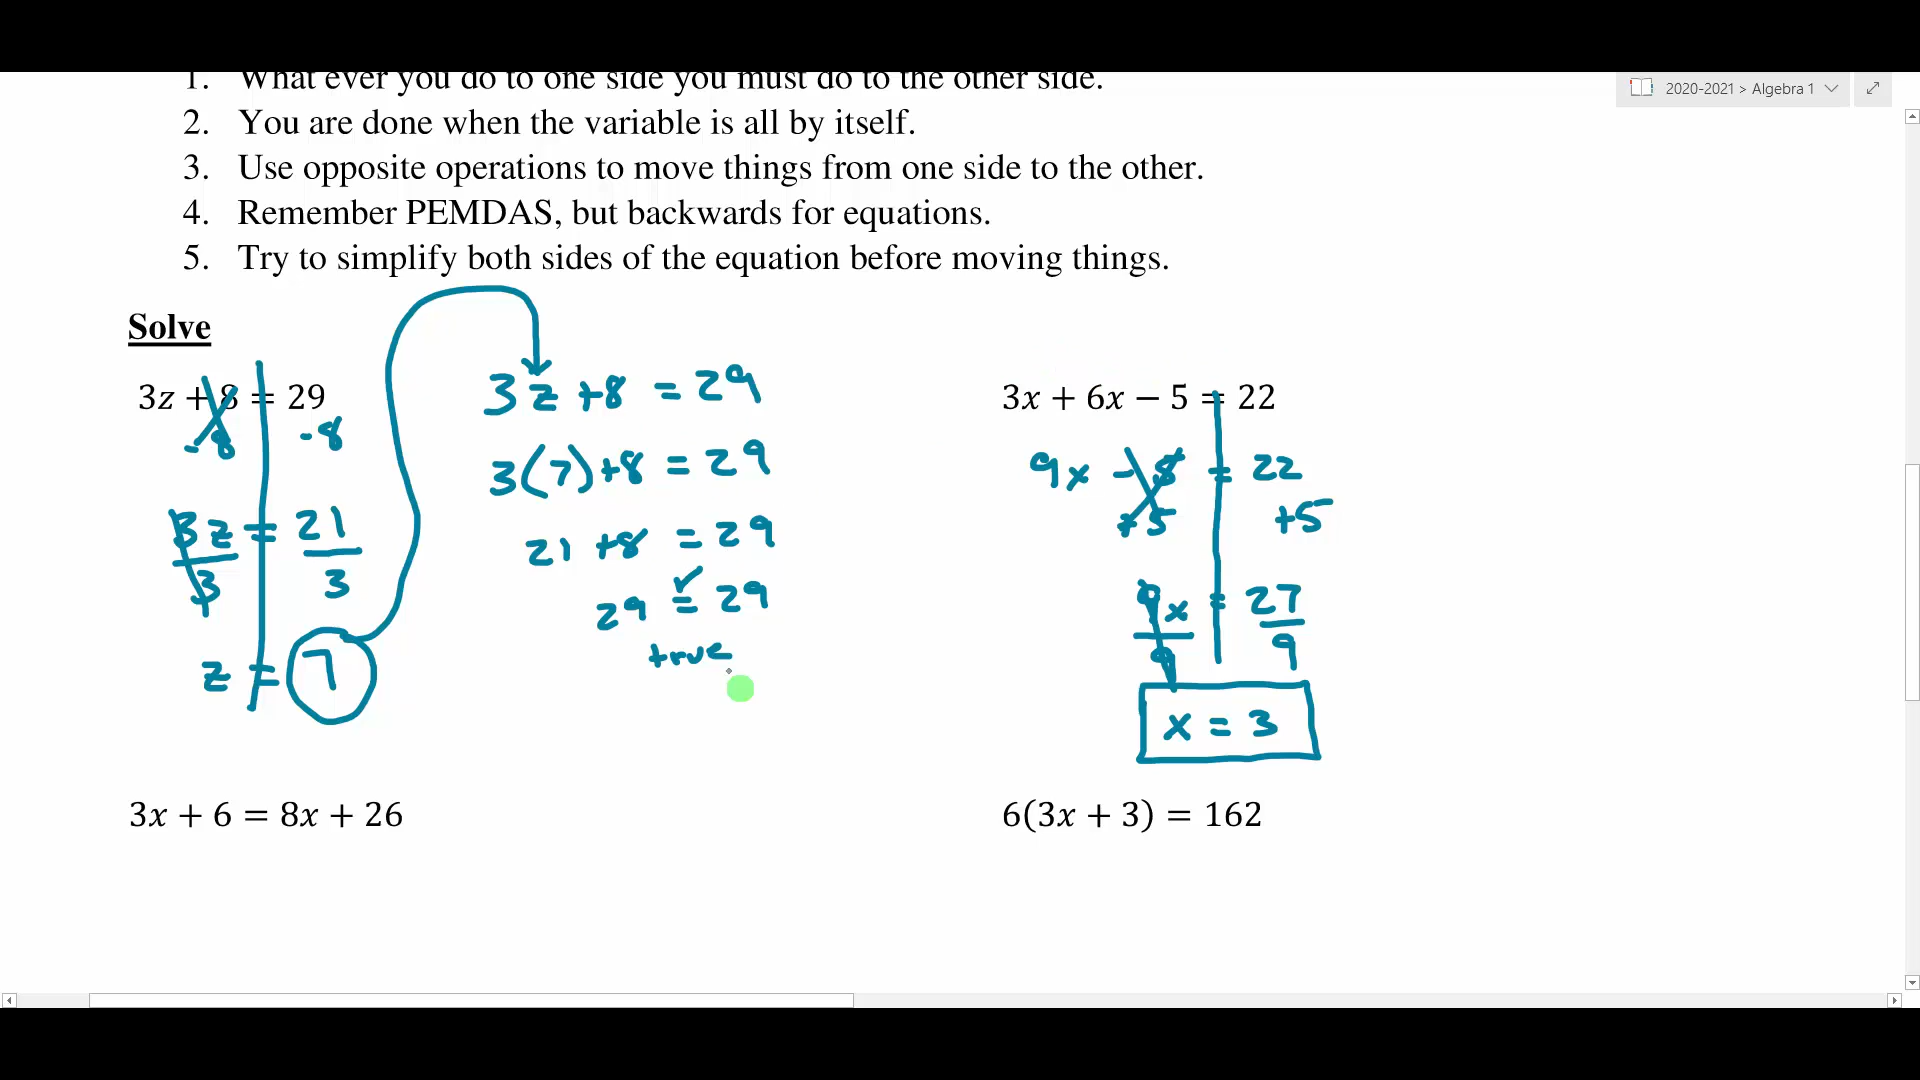 1. What ever you do to one side you must do to the other side.
2020-2021 > Algebra 1
2. You are done when the variable is all by itself.
3. Use opposite operations to move things from one side to the other.
4. Remember PEMDAS, but backwards for equations.
5. Try to simplify both sides of the equation before moving things.
Solve
3z + 8 = 29
-8 -8
3z = 21
3 3
z = 7
3z + 8 = 29
3(7) + 8 = 29
21 + 8 = 29
29 = 29
true
3x + 6x − 5 = 22
9x - 5 = 22
+5 +5
9x = 27
9 9
x = 3
3x + 6 = 8x + 26
6(3x + 3) = 162